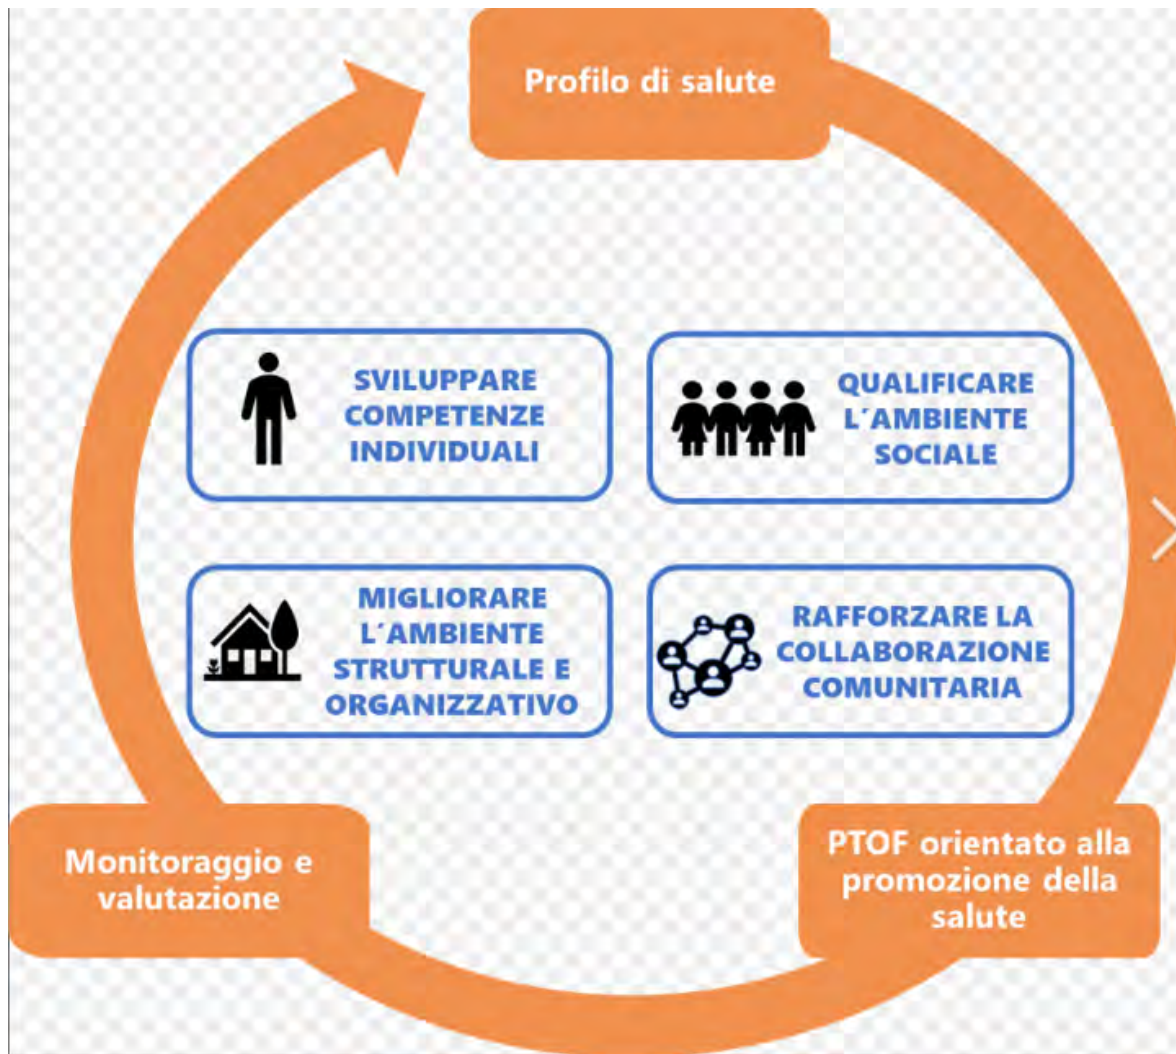 Profilo di salute
SVILUPPARE
COMPETENZE
INDIVIDUALI
QUALIFICARE
L´AMBIENTE
SOCIALE
MIGLIORARE
L´AMBIENTE
STRUTTURALE E
ORGANIZZATIVO
RAFFORZARE LA
COLLABORAZIONE
COMUNITARIA
Monitoraggio e
valutazione
PTOF orientato alla
promozione della
salute